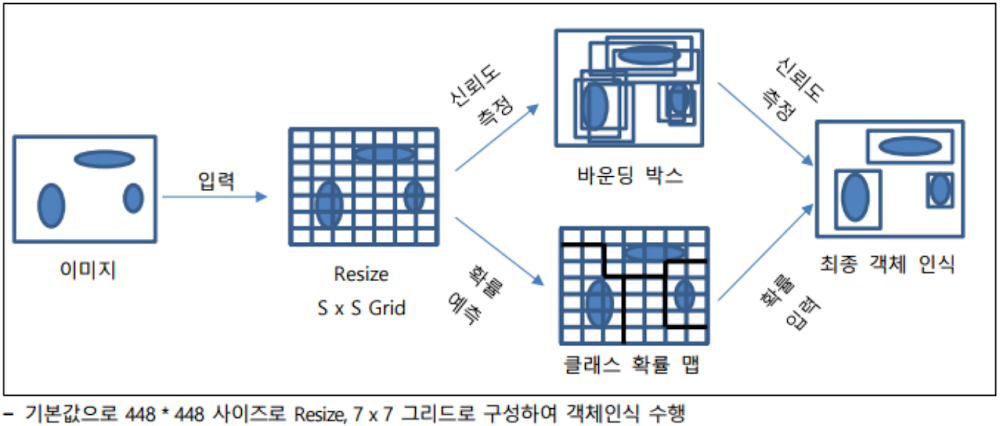 신뢰도
측정
신뢰도
측정
바운딩 박스
입력
이미지
Resize
S x S Grid
최종 객체 인식
확률
예측
확률
클래스 확률 맵
– 기본값으로 448 * 448 사이즈로 Resize, 7 x 7 그리드로 구성하여 객체인식 수행